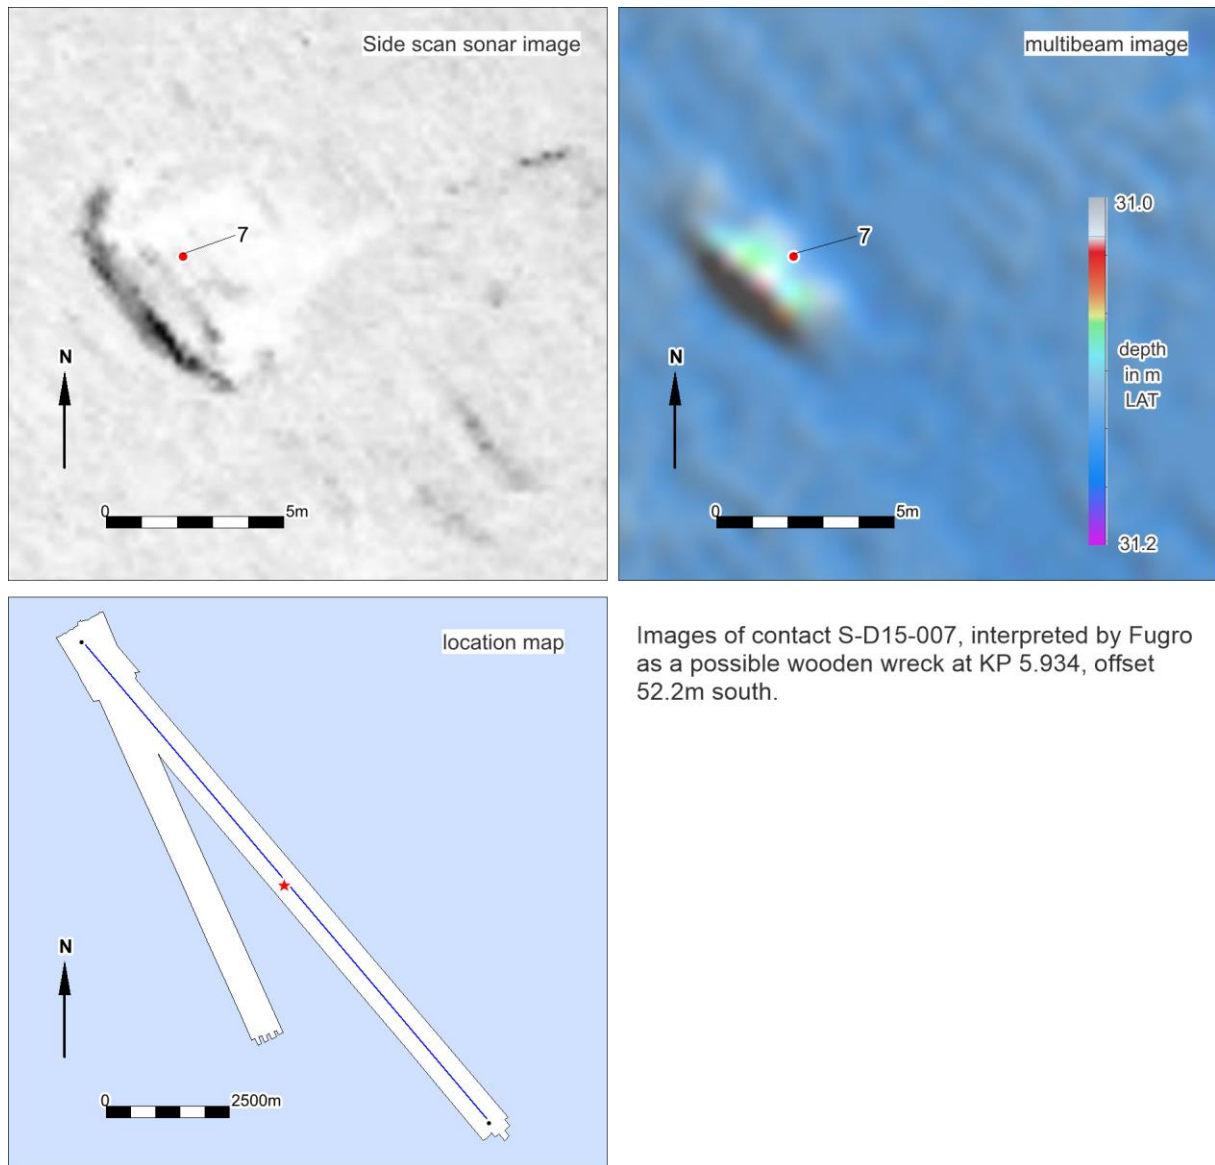 Side scan sonar image
7
N
0 5m
multibeam image
7
31.0
N
depth
in m
LAT
0 5m
31.2
location map
N
0 2500m
Images of contact S-D15-007, interpreted by Fugro
as a possible wooden wreck at KP 5.934, offset
52.2m south.